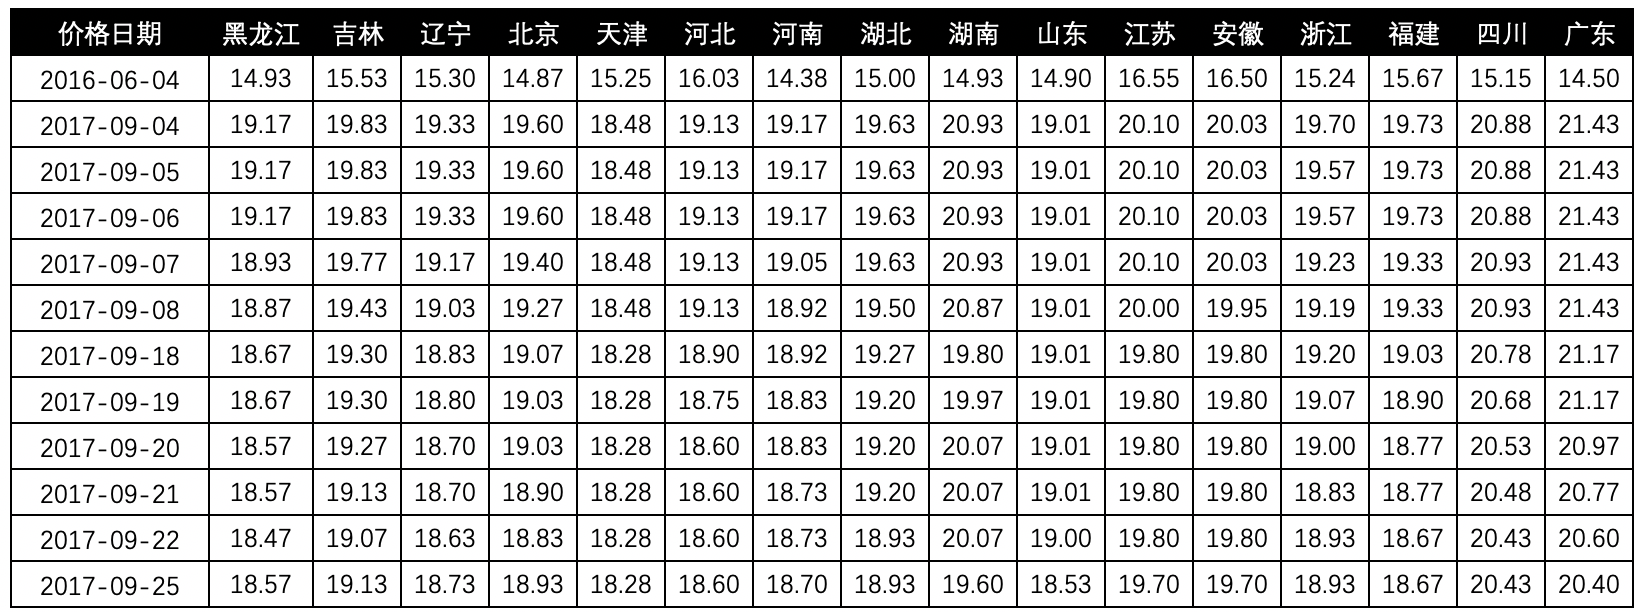 价格日期 黑龙江 吉林 辽宁 北京 天津 河北 河南 湖北 湖南 山东 江苏 安徽 浙江 福建 四川 广东
2016-06-04 14.93 15.53 15.30 14.87 15.25 16.03 14.38 15.00 14.93 14.90 16.55 16.50 15.24 15.67 15.15 14.50
2017-09-04 19.17 19.83 19.33 19.60 18.48 19.13 19.17 19.63 20.93 19.01 20.10 20.03 19.70 19.73 20.88 21.43
2017-09-05 19.17 19.83 19.33 19.60 18.48 19.13 19.17 19.63 20.93 19.01 20.10 20.03 19.57 19.73 20.88 21.43
2017-09-06 19.17 19.83 19.33 19.60 18.48 19.13 19.17 19.63 20.93 19.01 20.10 20.03 19.57 19.73 20.88 21.43
2017-09-07 18.93 19.77 19.17 19.40 18.48 19.13 19.05 19.63 20.93 19.01 20.10 20.03 19.23 19.33 20.93 21.43
2017-09-08 18.87 19.43 19.03 19.27 18.48 19.13 18.92 19.50 20.87 19.01 20.00 19.95 19.19 19.33 20.93 21.43
2017-09-18 18.67 19.30 18.83 19.07 18.28 18.90 18.92 19.27 19.80 19.01 19.80 19.80 19.20 19.03 20.78 21.17
2017-09-19 18.67 19.30 18.80 19.03 18.28 18.75 18.83 19.20 19.97 19.01 19.80 19.80 19.07 18.90 20.68 21.17
2017-09-20 18.57 19.27 18.70 19.03 18.28 18.60 18.83 19.20 20.07 19.01 19.80 19.80 19.00 18.77 20.53 20.97
2017-09-21 18.57 19.13 18.70 18.90 18.28 18.60 18.73 19.20 20.07 19.01 19.80 19.80 18.83 18.77 20.48 20.77
2017-09-22 18.47 19.07 18.63 18.83 18.28 18.60 18.73 18.93 20.07 19.00 19.80 19.80 18.93 18.67 20.43 20.60
2017-09-25 18.57 19.13 18.73 18.93 18.28 18.60 18.70 18.93 19.60 18.53 19.70 19.70 18.93 18.67 20.43 20.40